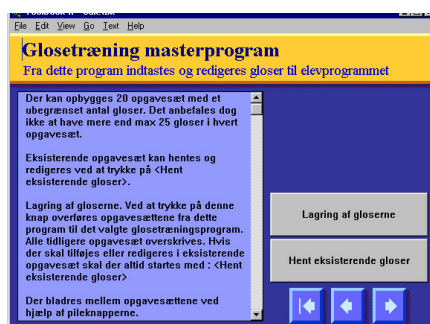 File Edit View Go Text Help
Glosetræning masterprogram
Fra dette program indtastes og redigeres gloser til elevprogrammet
Der kan opbygges 20 opgavesæt med et
ubegrænset antal gloser. Det anbefales dog
ikke at have mere end max 25 gloser i hvert
opgavesæt.
Eksisterende opgavesæt kan hentes og
redigeres ved at trykke på <Hent
eksisterende gloser>.
Lagring af gloserne. Ved at trykke på denne
knap overføres opgavesættene fra dette
program til det valgte glosetræningsprogram.
Alle tidligere opgavesæt overskrives. Hvis
der skal tilføjes eller redigeres i eksisterende
opgavesæt skal der altid startes med : <Hent
eksisterende gloser>
Der bladres mellem opgavesættene ved
hjælp af pileknapperne.
Lagring af gloserne
Hent eksisterende gloser